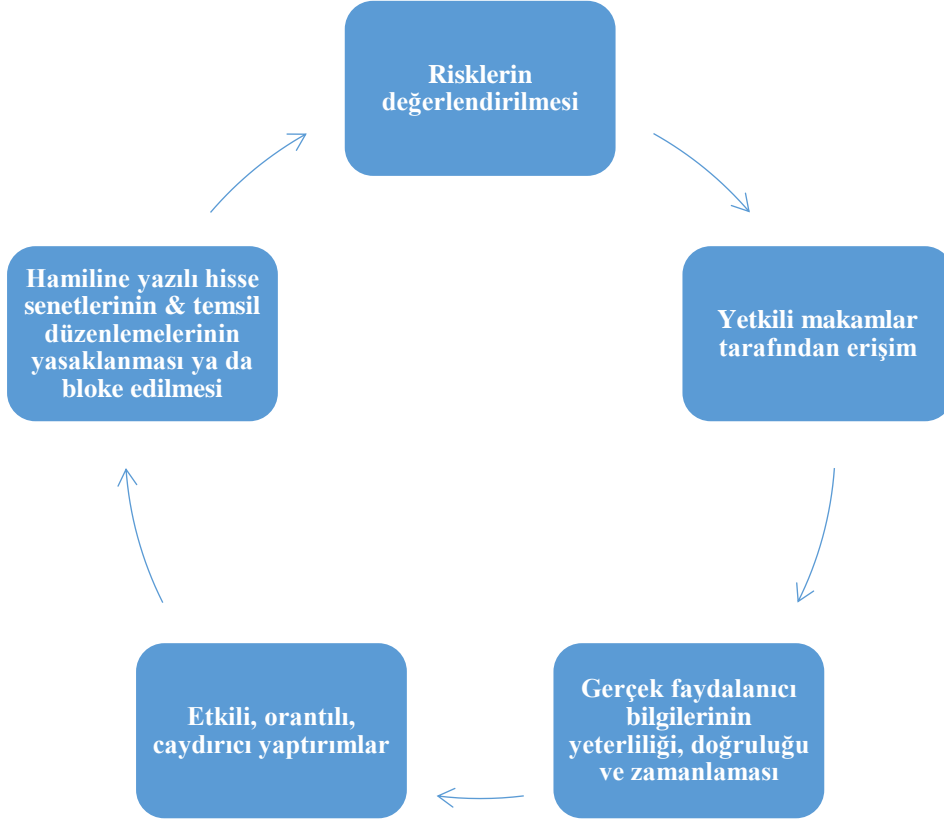 Risklerin
değerlendirilmesi
Yetkili makamlar
tarafından erişim
Gerçek faydalanıcı
bilgilerinin
yeterliliği, doğruluğu
ve zamanlaması
Etkili, orantılı,
caydırıcı yaptırımlar
Hamiline yazılı hisse
senetlerinin & temsil
düzenlemelerinin
yasaklanması ya da
bloke edilmesi